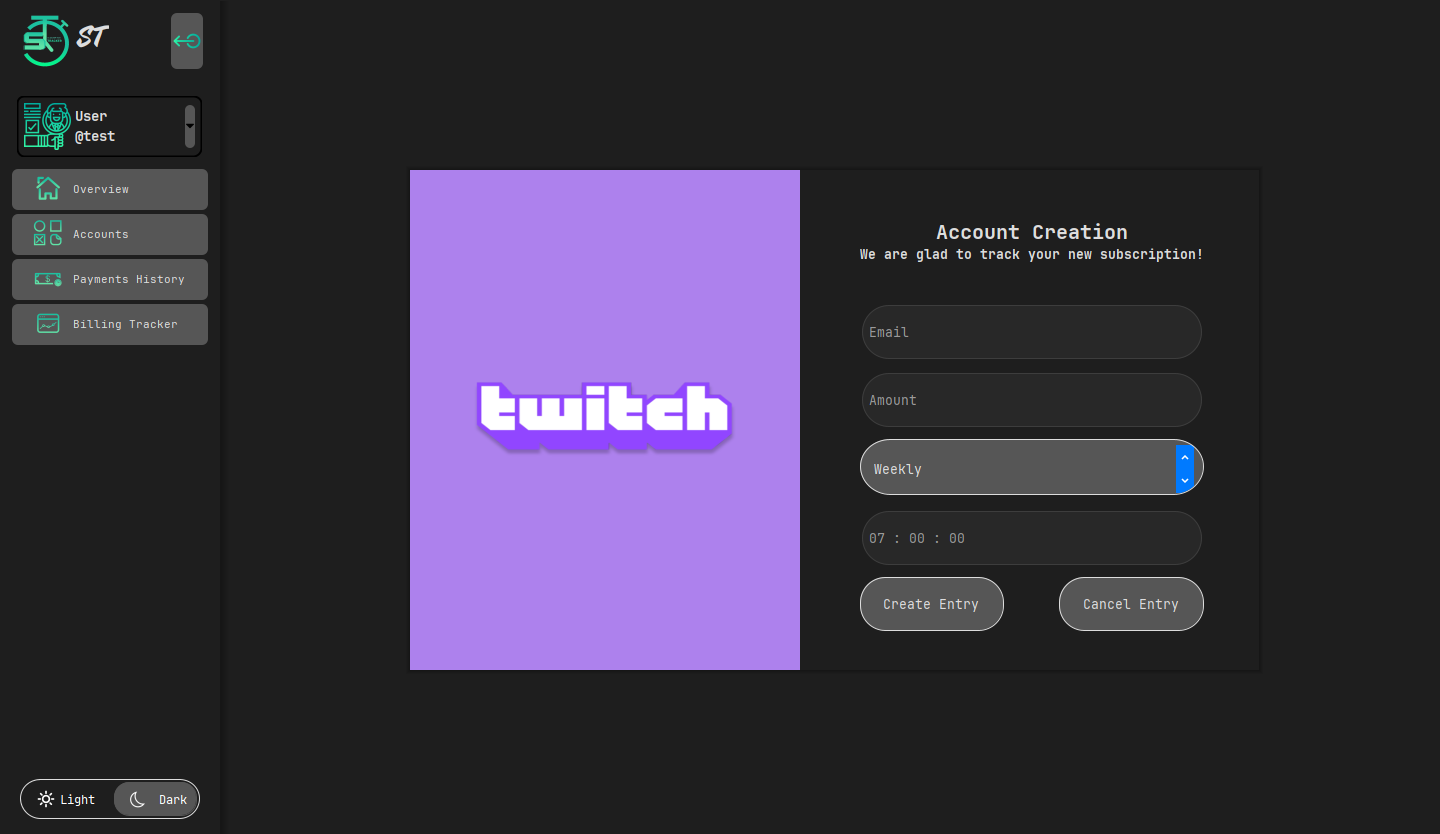 ST
User
@test
Overview
Accounts
Payments History
Billing Tracker
Light
Dark
twitch
Account Creation
We are glad to track your new subscription!
Email
Amount
Weekly
07 : 00 : 00
Create Entry
Cancel Entry